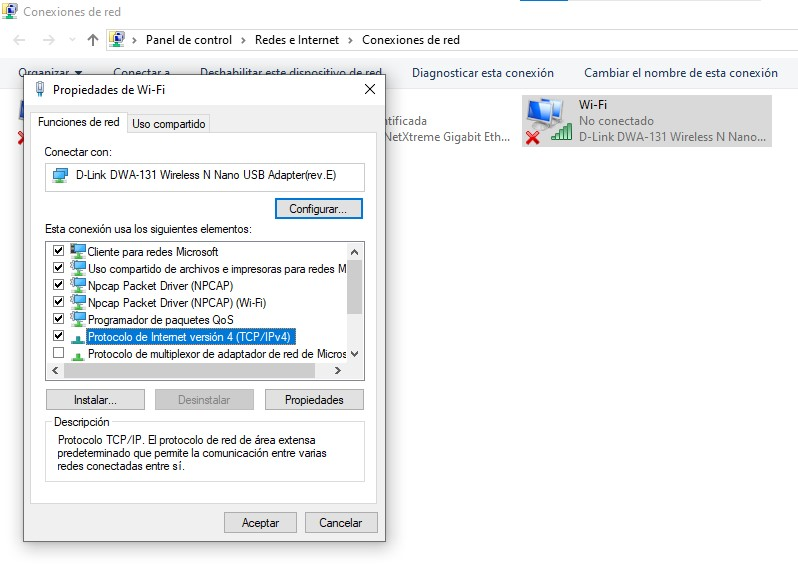 Conexiones de red
Panel de control > Redes e Internet > Conexiones de red
Organizar
Conectar a
Deshabilitar este dispositivo de red
Diagnosticar esta conexión
Cambiar el nombre de esta conexión
ntificada
NetXtreme Gigabit Eth...
Wi-Fi
No conectado
D-Link DWA-131 Wireless N Nano...
Propiedades de Wi-Fi
Funciones de red
Uso compartido
Conectar con:
D-Link DWA-131 Wireless N Nano USB Adapter(rev.E)
Configurar...
Esta conexión usa los siguientes elementos:
Cliente para redes Microsoft
Uso compartido de archivos e impresoras para redes M
Npcap Packet Driver (NPCAP)
Npcap Packet Driver (NPCAP) (Wi-Fi)
Programador de paquetes QoS
Protocolo de Internet versión 4 (TCP/IPv4)
Protocolo de multiplexor de adaptador de red de Micros
Instalar...
Desinstalar
Propiedades
Descripción
Protocolo TCP/IP. El protocolo de red de área extensa
predeterminado que permite la comunicación entre varias
redes conectadas entre sí.
Aceptar
Cancelar